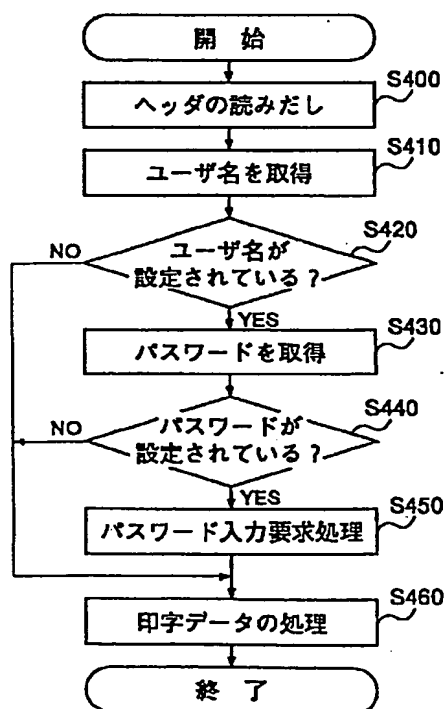 開 始
S400
ヘッダの読みだし
S410
ユーザ名を取得
S420
NO
ユーザ名が
設定されている?
YES
S430
パスワードを取得
S440
NO
パスワードが
設定されている?
YES
S450
パスワード入力要求処理
S460
印字データの処理
終 了